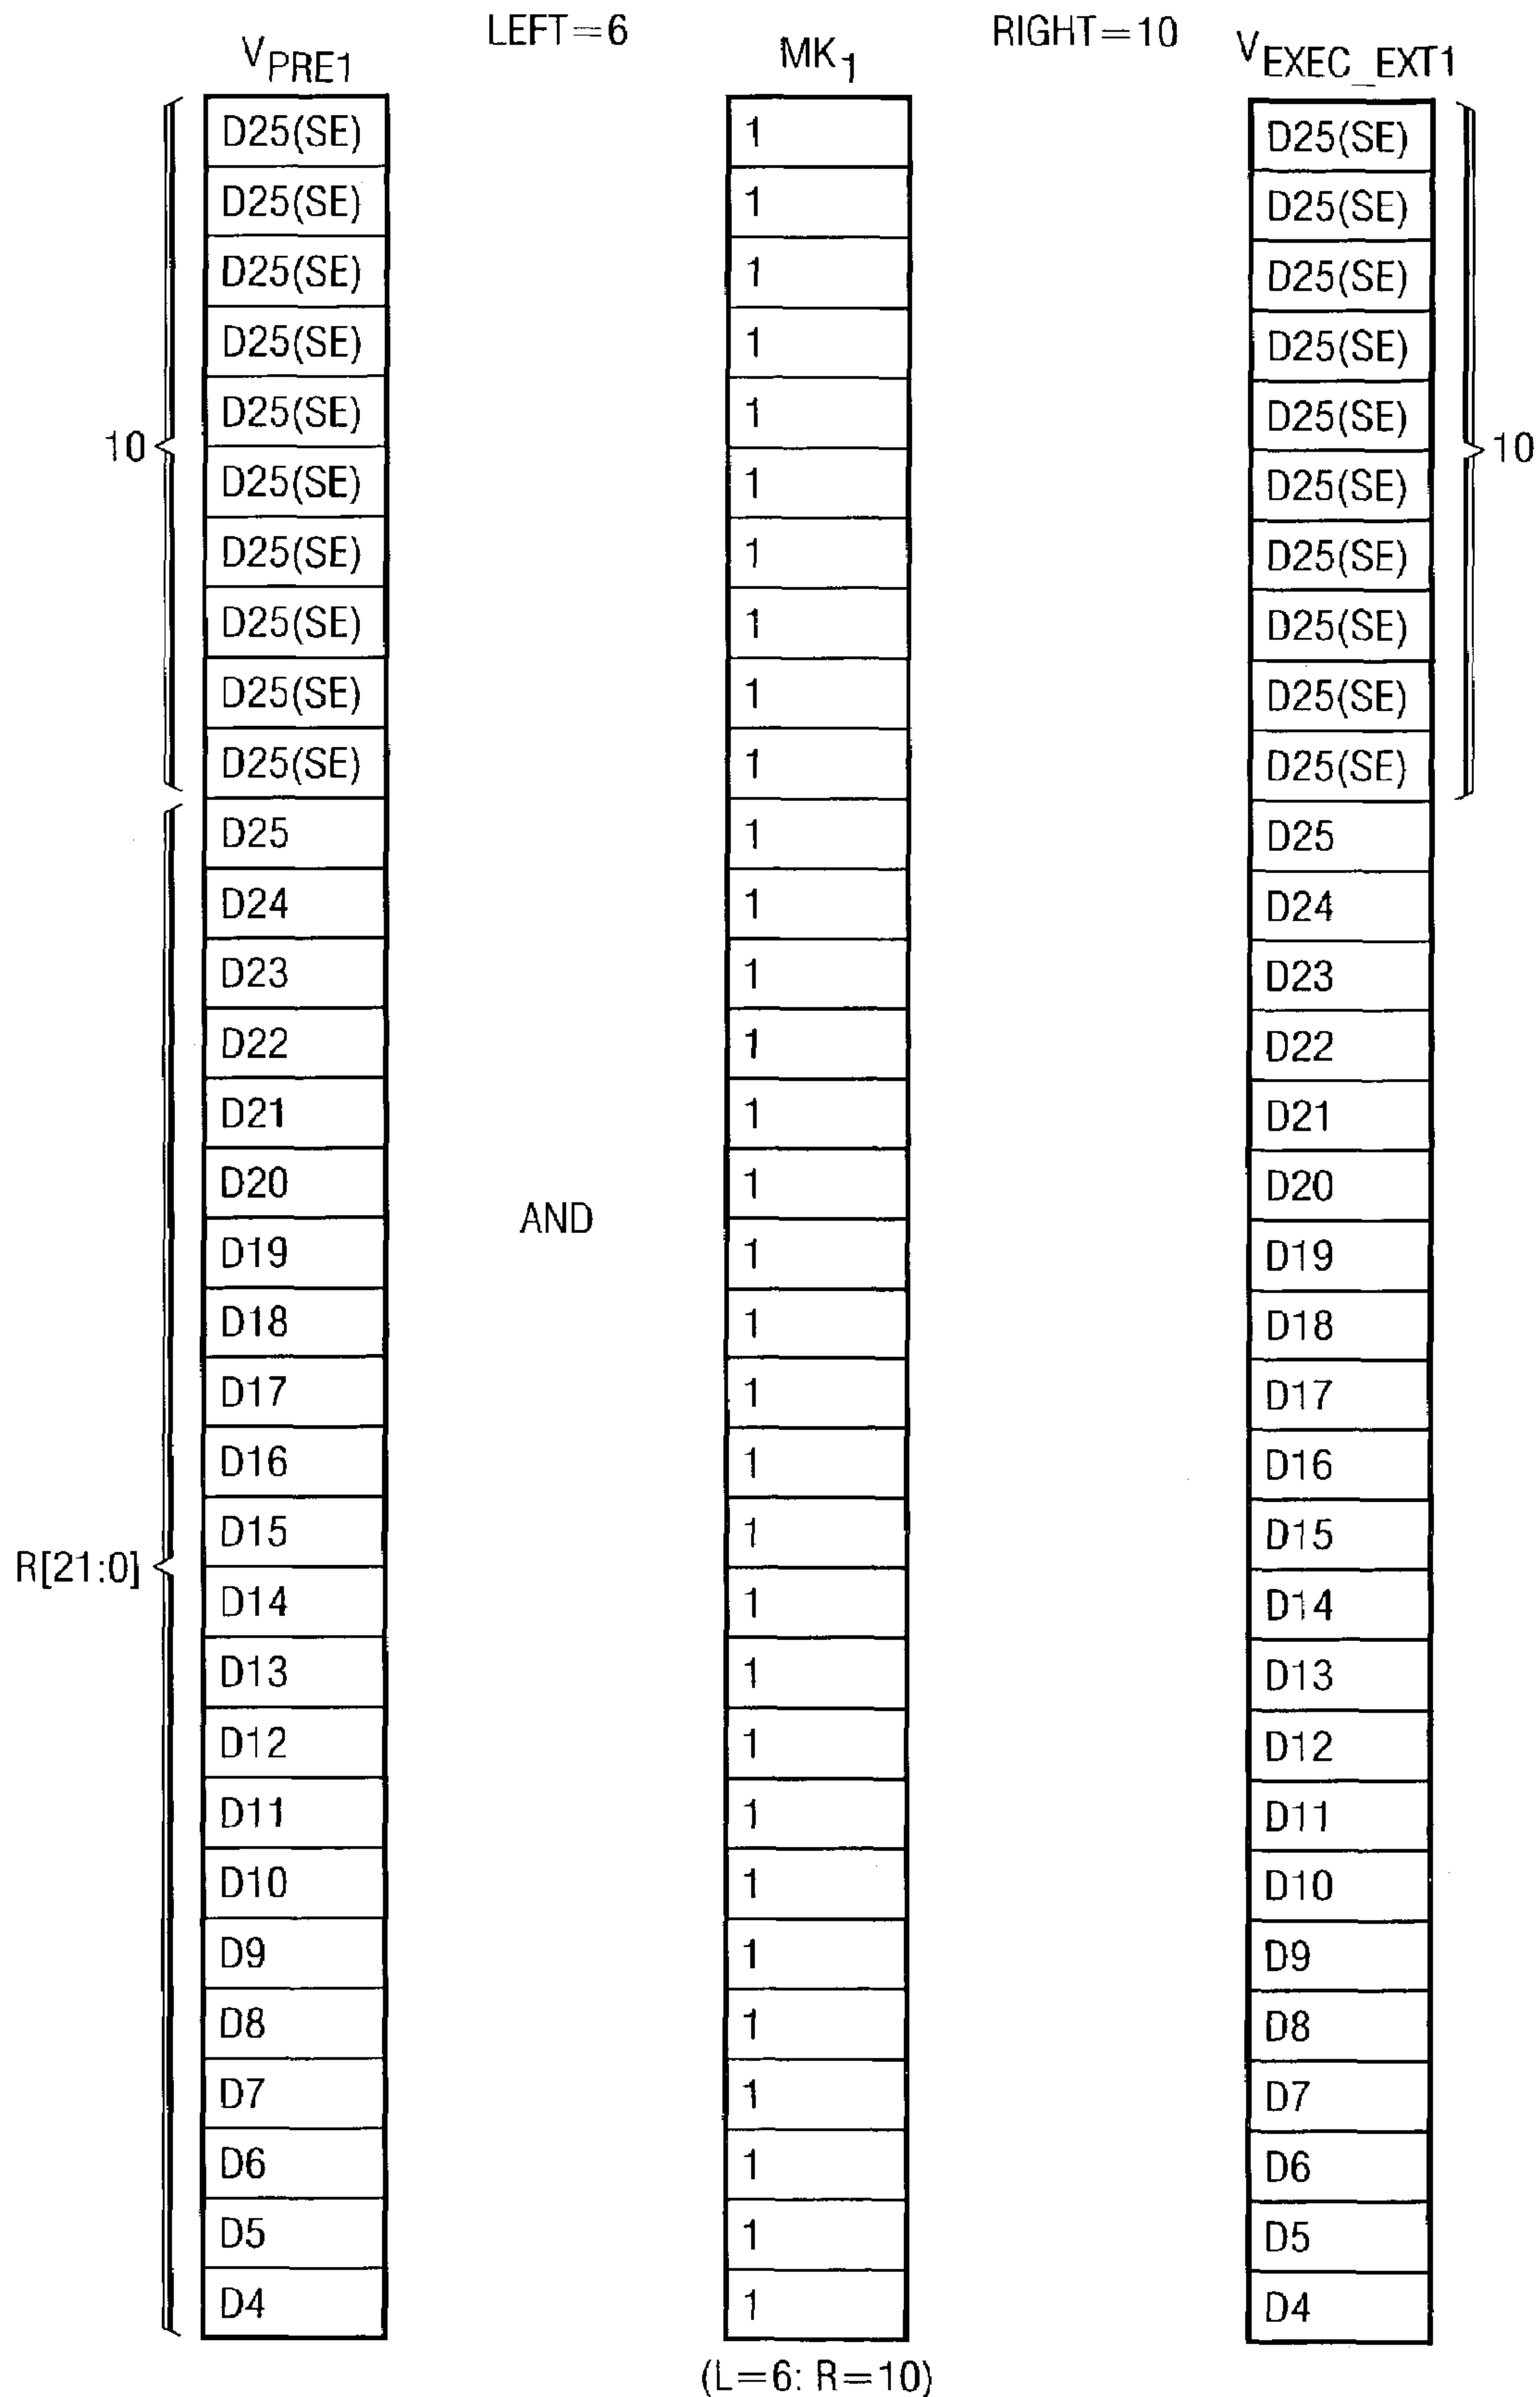 LEFT=6 RIGHT=10
V PRE1 MK1 V EXEC_EXT1
D25(SE) 1 D25(SE)
D25(SE) 1 D25(SE)
D25(SE) 1 D25(SE)
D25(SE) 1 D25(SE)
D25(SE) 1 D25(SE)
10 10
D25(SE) 1 D25(SE)
D25(SE) 1 D25(SE)
D25(SE) 1 D25(SE)
D25(SE) 1 D25(SE)
D25(SE) 1 D25(SE)
D25 1 D25
D24 1 D24
D23 1 D23
D22 1 D22
D21 1 D21
D20 1 D20
AND
D19 1 D19
D18 1 D18
D17 1 D17
D16 1 D16
D15 1 D15
R[21:0]
D14 1 D14
D13 1 D13
D12 1 D12
D11 1 D11
D10 1 D10
D9 1 D9
D8 1 D8
D7 1 D7
D6 1 D6
D5 1 D5
D4 1 D4
(L=6: R=10)